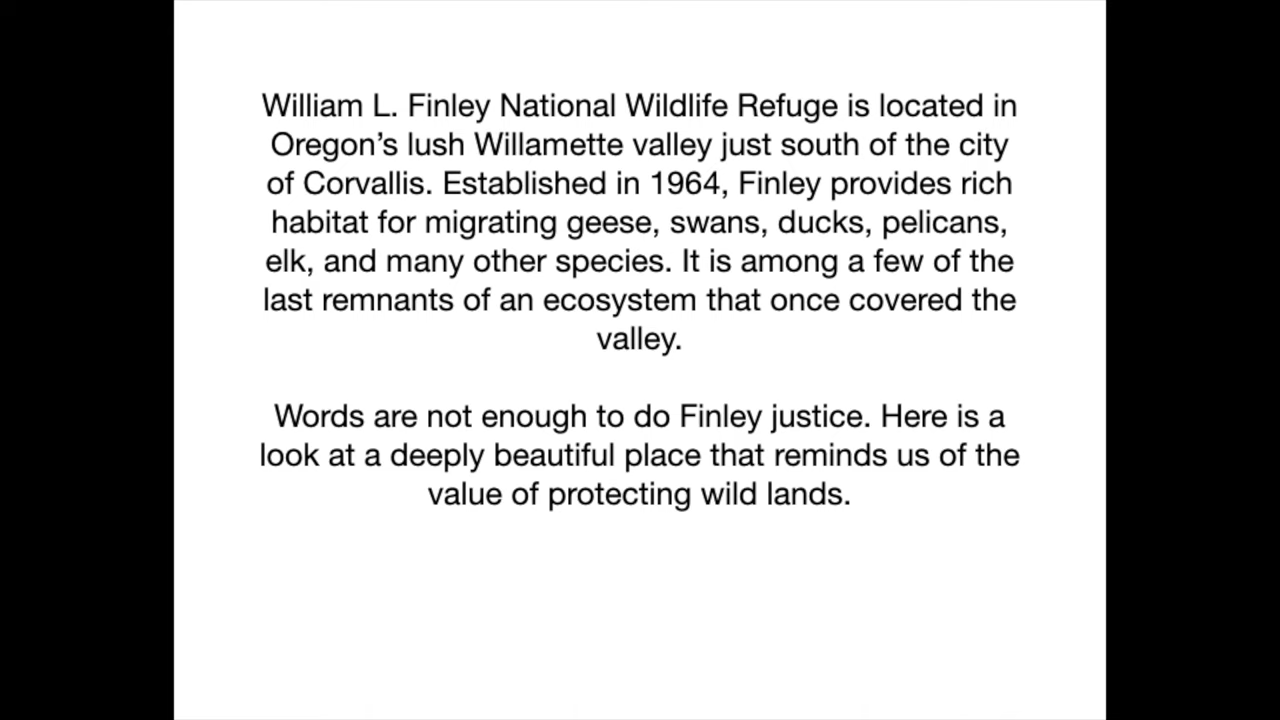 William L. Finley National Wildlife Refuge is located in
Oregon’s lush Willamette valley just south of the city
of Corvallis. Established in 1964, Finley provides rich
habitat for migrating geese, swans, ducks, pelicans,
elk, and many other species. It is among a few of the
last remnants of an ecosystem that once covered the
valley.
Words are not enough to do Finley justice. Here is a
look at a deeply beautiful place that reminds us of the
value of protecting wild lands.